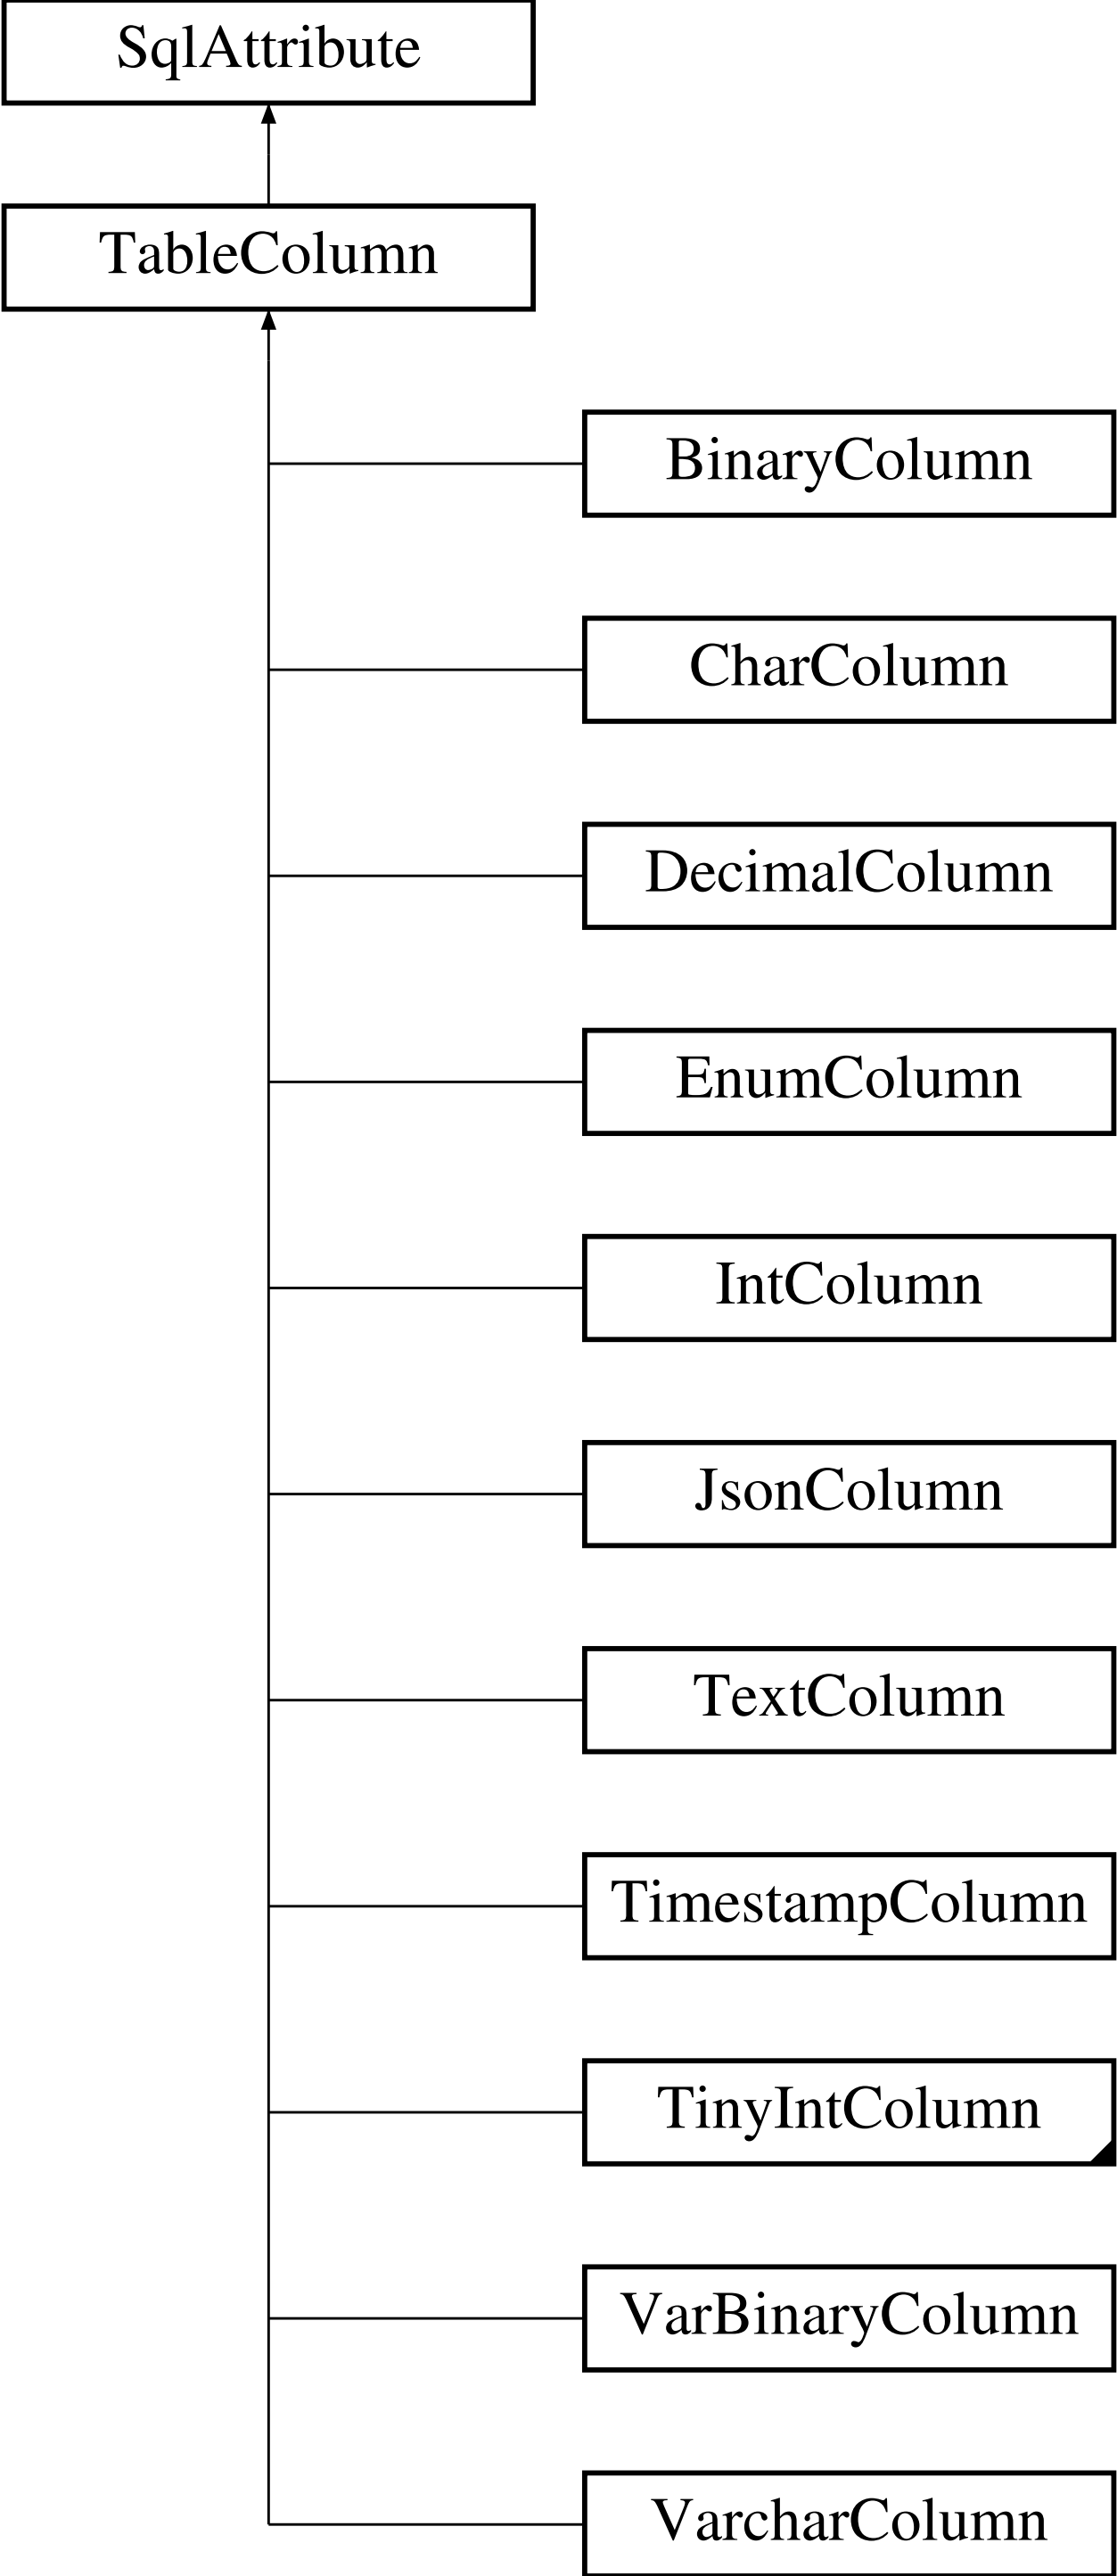 SqlAttribute
TableColumn
BinaryColumn
CharColumn
DecimalColumn
EnumColumn
IntColumn
JsonColumn
TextColumn
TimestampColumn
TinyIntColumn
VarBinaryColumn
VarcharColumn